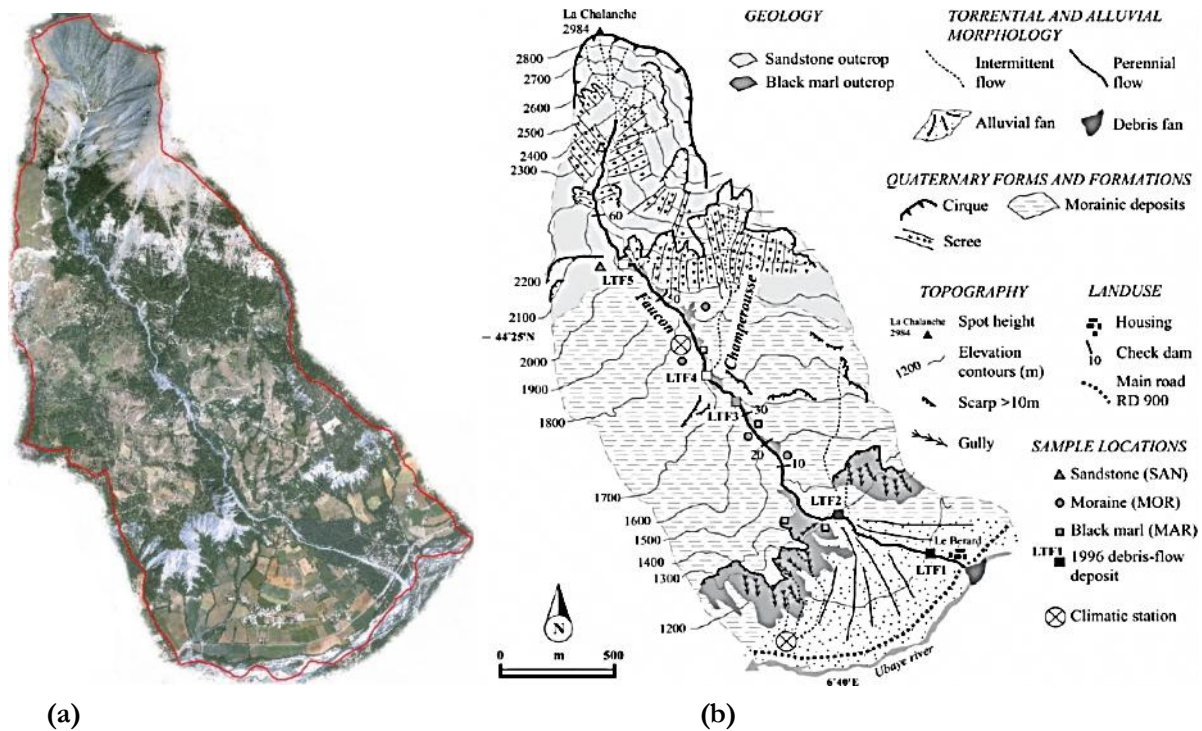 La Chalanche
2984
2800
2700
2600
2500
2400
2300
60
2200
LTF5
40
2100
Faucon
Champerousse
– 44°25'N
2000
LTF4
1900
LTF3
30
1800
20
10
1700
LTF2
1600
1500
1400
1300
Le Berard
LTF1
1200
N
0 m 500
6°40'E
Ubaye river
GEOLOGY
Sandstone outcrop
Black marl outcrop
TORRENTIAL AND ALLUVIAL
MORPHOLOGY
Intermittent
flow
Perennial
flow
Alluvial fan
Debris fan
QUATERNARY FORMS AND FORMATIONS
Cirque
Morainic deposits
Scree
TOPOGRAPHY
La Chalanche
2984
Spot height
1200
Elevation
contours (m)
Scarp >10m
Gully
LANDUSE
Housing
10
Check dam
Main road
RD 900
SAMPLE LOCATIONS
Sandstone (SAN)
Moraine (MOR)
Black marl (MAR)
LTF1
1996 debris-flow
deposit
Climatic station
(a)
(b)